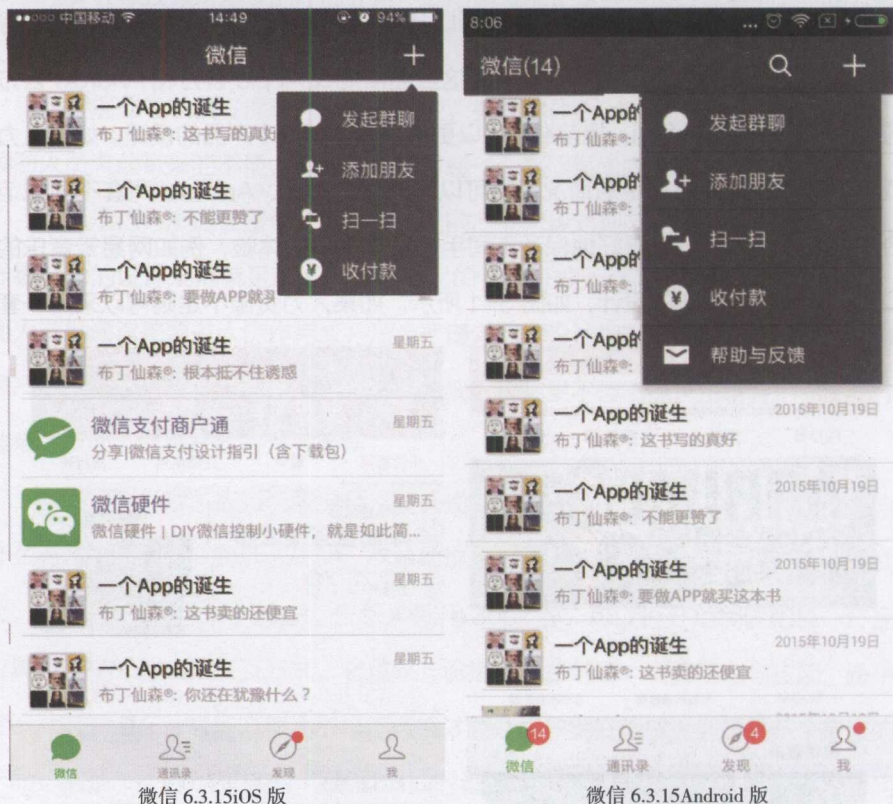 中国移动 14:49 94%
微信
一个App的诞生
布丁仙森®: 这书写的真好
发起群聊
添加朋友
扫一扫
收付款
一个App的诞生
布丁仙森®: 不能更赞了
一个App的诞生
布丁仙森®: 要做APP就买
一个App的诞生 星期五
布丁仙森®: 根本抵不住诱惑
微信支付商户通 星期五
分享|微信支付设计指引（含下载包）
微信硬件 星期五
微信硬件 | DIY微信控制小硬件，就是如此简...
一个App的诞生 星期五
布丁仙森®: 这书卖的还便宜
一个App的诞生 星期五
布丁仙森®: 你还在犹豫什么？
微信 通讯录 发现 我
微信 6.3.15iOS 版
8:06 ...
微信(14)
一个App的
布丁仙森®:
发起群聊
添加朋友
扫一扫
收付款
帮助与反馈
一个App的
布丁仙森®:
一个App的
布丁仙森®:
一个App的
布丁仙森®:
一个App的诞生 2015年10月19日
布丁仙森®: 这书写的真好
一个App的诞生 2015年10月19日
布丁仙森®: 不能更赞了
一个App的诞生 2015年10月19日
布丁仙森®: 要做APP就买这本书
一个App的诞生 2015年10月19日
布丁仙森®: 这书卖的还便宜
14 4
微信 通讯录 发现 我
微信 6.3.15Android 版